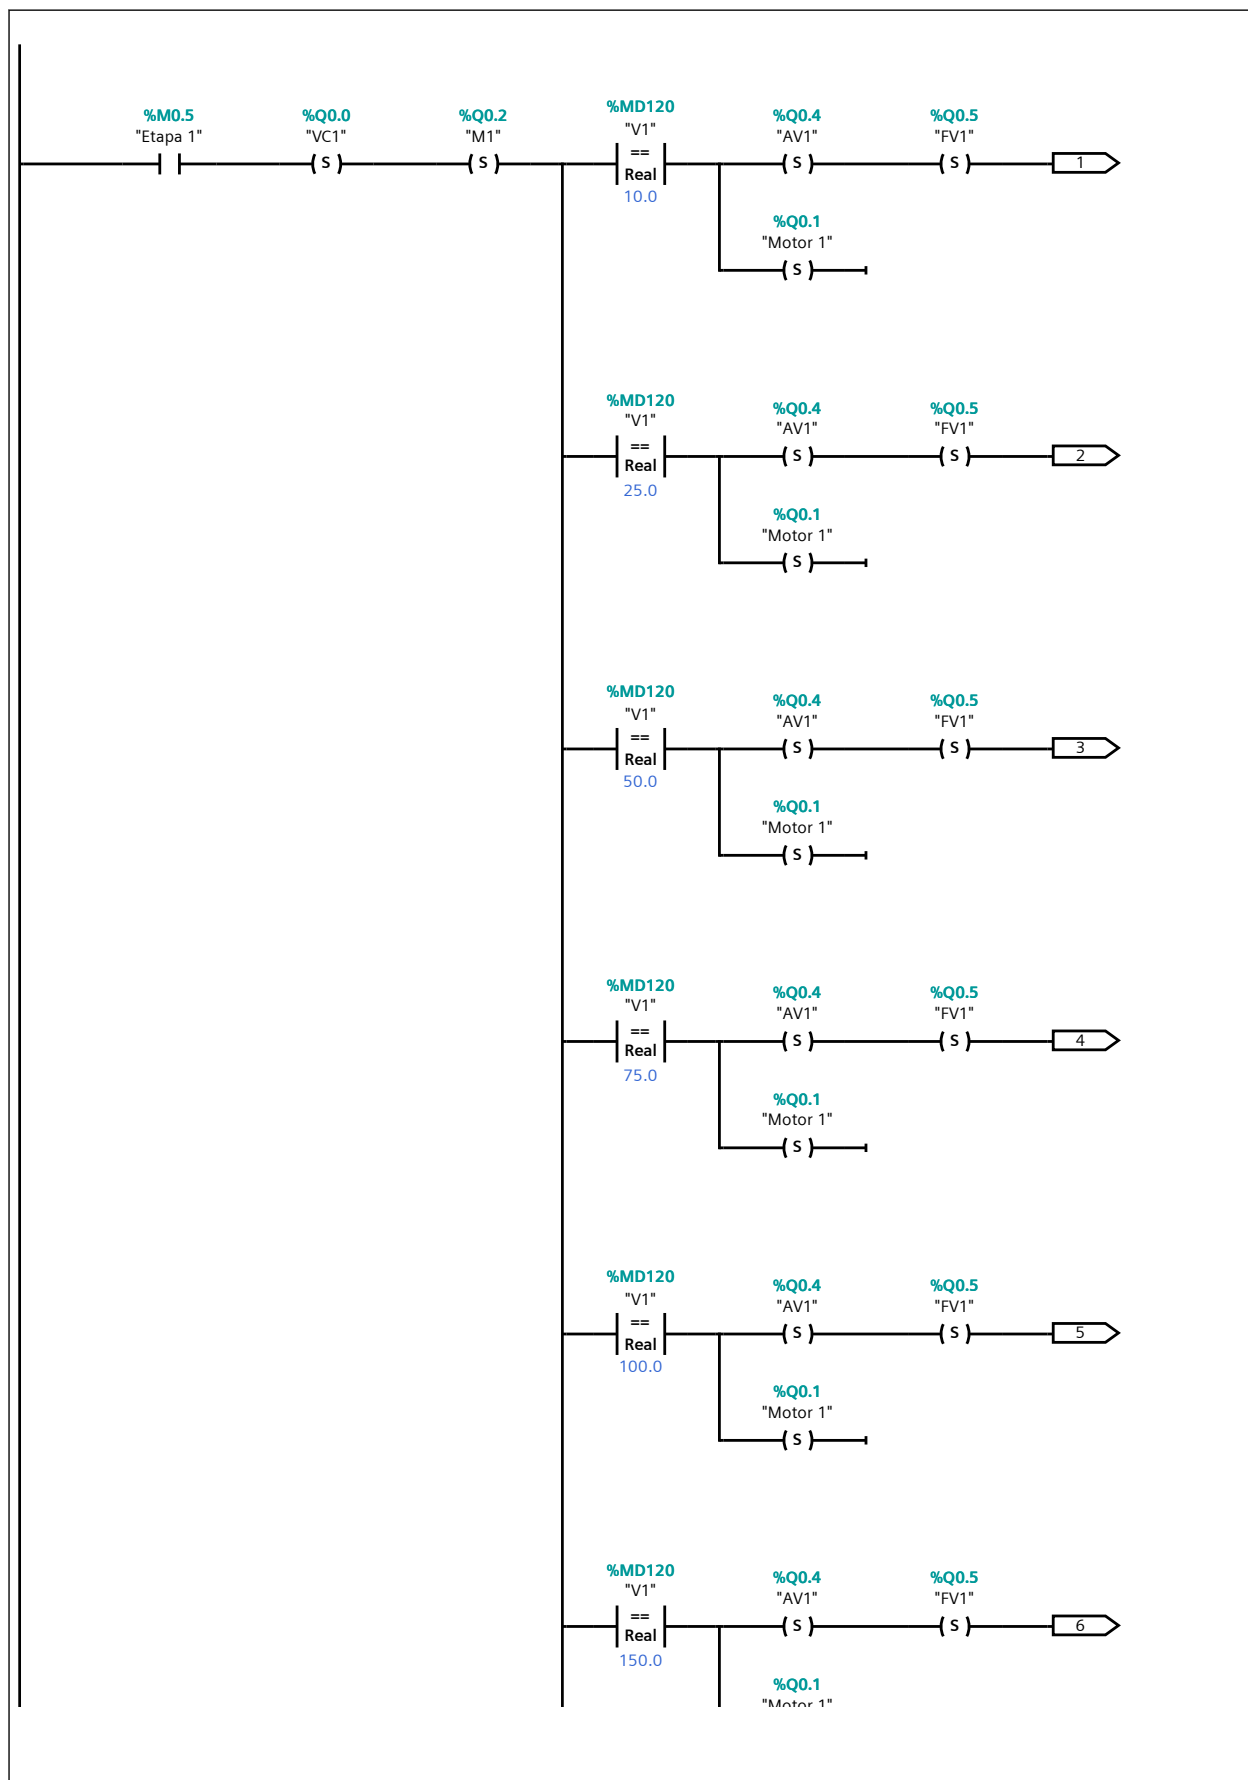 %M0.5
"Etapa 1"
%Q0.0
"VC1"
S
%Q0.2
"M1"
S
%MD120
"V1"
==
Real
10.0
%Q0.4
"AV1"
S
%Q0.5
"FV1"
S
1
%Q0.1
"Motor 1"
S
%MD120
"V1"
==
Real
25.0
%Q0.4
"AV1"
S
%Q0.5
"FV1"
S
2
%Q0.1
"Motor 1"
S
%MD120
"V1"
==
Real
50.0
%Q0.4
"AV1"
S
%Q0.5
"FV1"
S
3
%Q0.1
"Motor 1"
S
%MD120
"V1"
==
Real
75.0
%Q0.4
"AV1"
S
%Q0.5
"FV1"
S
4
%Q0.1
"Motor 1"
S
%MD120
"V1"
==
Real
100.0
%Q0.4
"AV1"
S
%Q0.5
"FV1"
S
5
%Q0.1
"Motor 1"
S
%MD120
"V1"
==
Real
150.0
%Q0.4
"AV1"
S
%Q0.5
"FV1"
S
6
%Q0.1
"Motor 1"